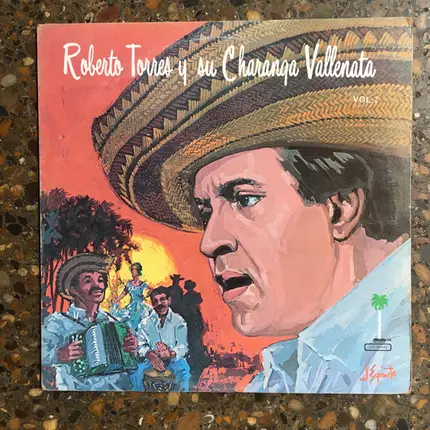 Roberto Torres y su Charanga Vallenata
VOL. 2